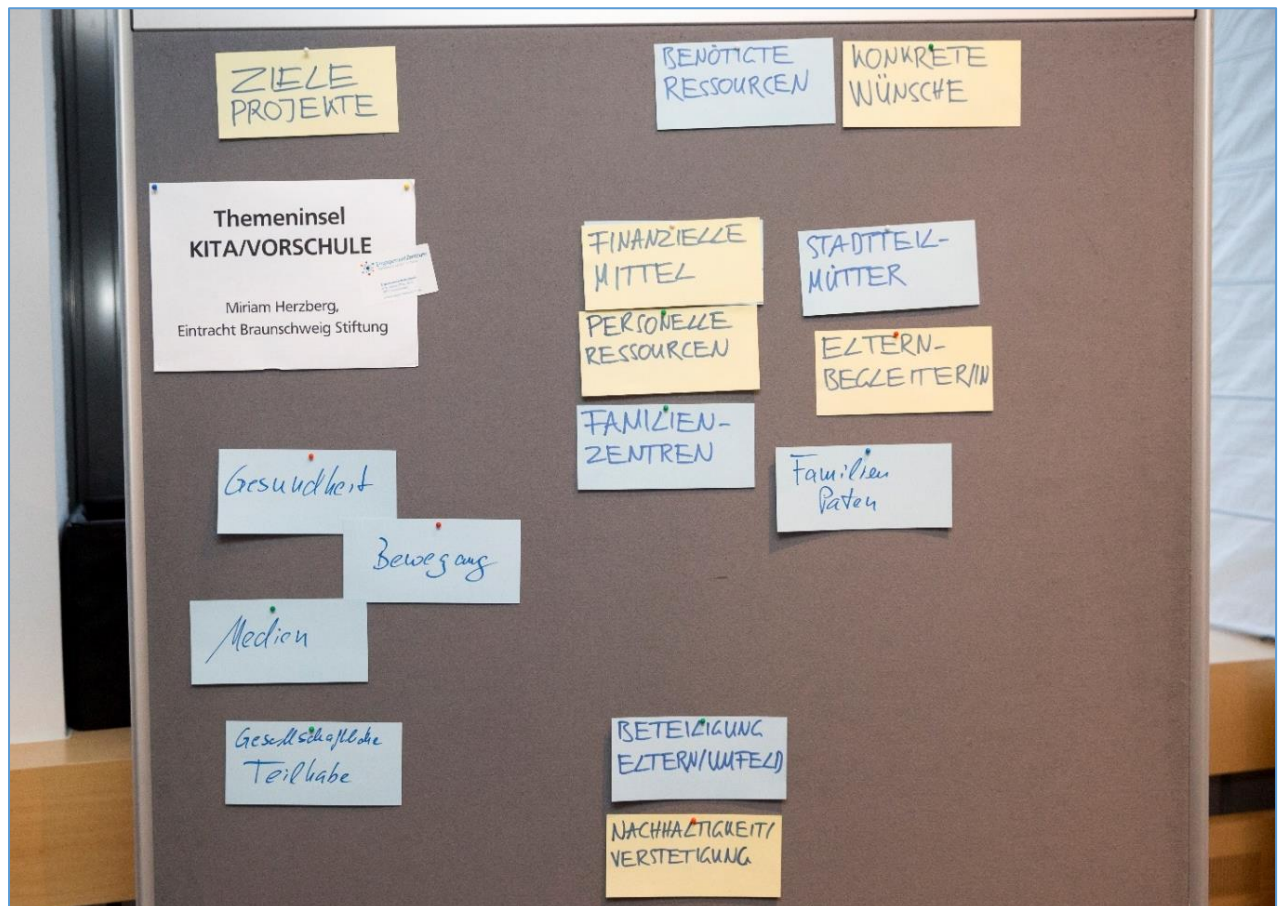 ZIELE
PROJEKTE
BENÖTIGTE
RESSOURCEN
KONKRETE
WÜNSCHE
Themeninsel
KITA/VORSCHULE
Miriam Herzberg,
Eintracht Braunschweig Stiftung
FINANZIELLE
MITTEL
STADTTEIL-
MÜTTER
PERSONELLE
RESSOURCEN
ELTERN-
BEGLEITER/IN
FAMILIEN-
ZENTREN
Familien
Paten
Gesundheit
Bewegung
Medien
Gesellschaftliche
Teilhabe
BETEILIGUNG
ELTERN/UMFELD
NACHHALTIGKEIT/
VERSTETIGUNG